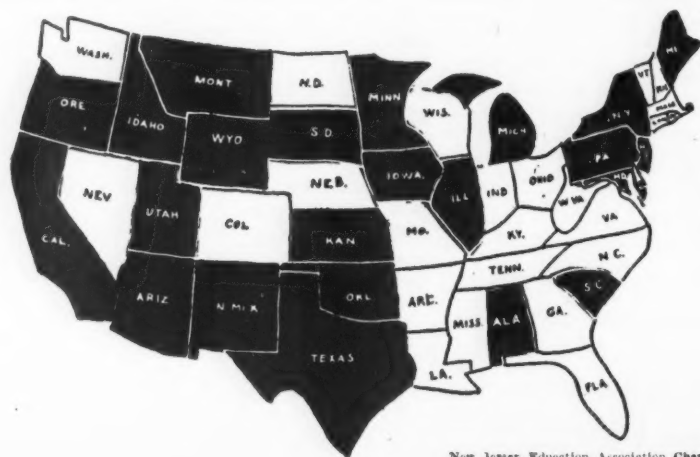 WASH.
MONT
N.D.
MINN
ORE
IDAHO
WYO
S.D.
WIS.
MICH
VT
N.H
N.Y
PA
NEV
UTAH
COL
NEB.
IOWA.
ILL
IND
OHIO
W.VA
MD
VA
CAL.
KAN
MO.
KY.
ARIZ
N MEX
OKL
ARK.
TENN.
N.C.
S.C
TEXAS
LA.
MISS.
ALA
GA.
FLA
New Jersey Education Association